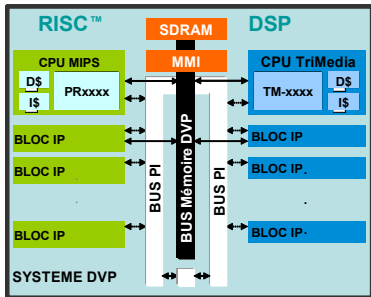 RISC™
DSP
SDRAM
MMI
CPU MIPS
D$
I$
PRxxxx
CPU TriMedia
TM-xxxx
D$
I$
BLOC IP
BLOC IP
BLOC IP
BUS PI
BUS Mémoire DVP
BUS PI
BLOC IP
BLOC IP.
BLOC IP.
SYSTEME DVP